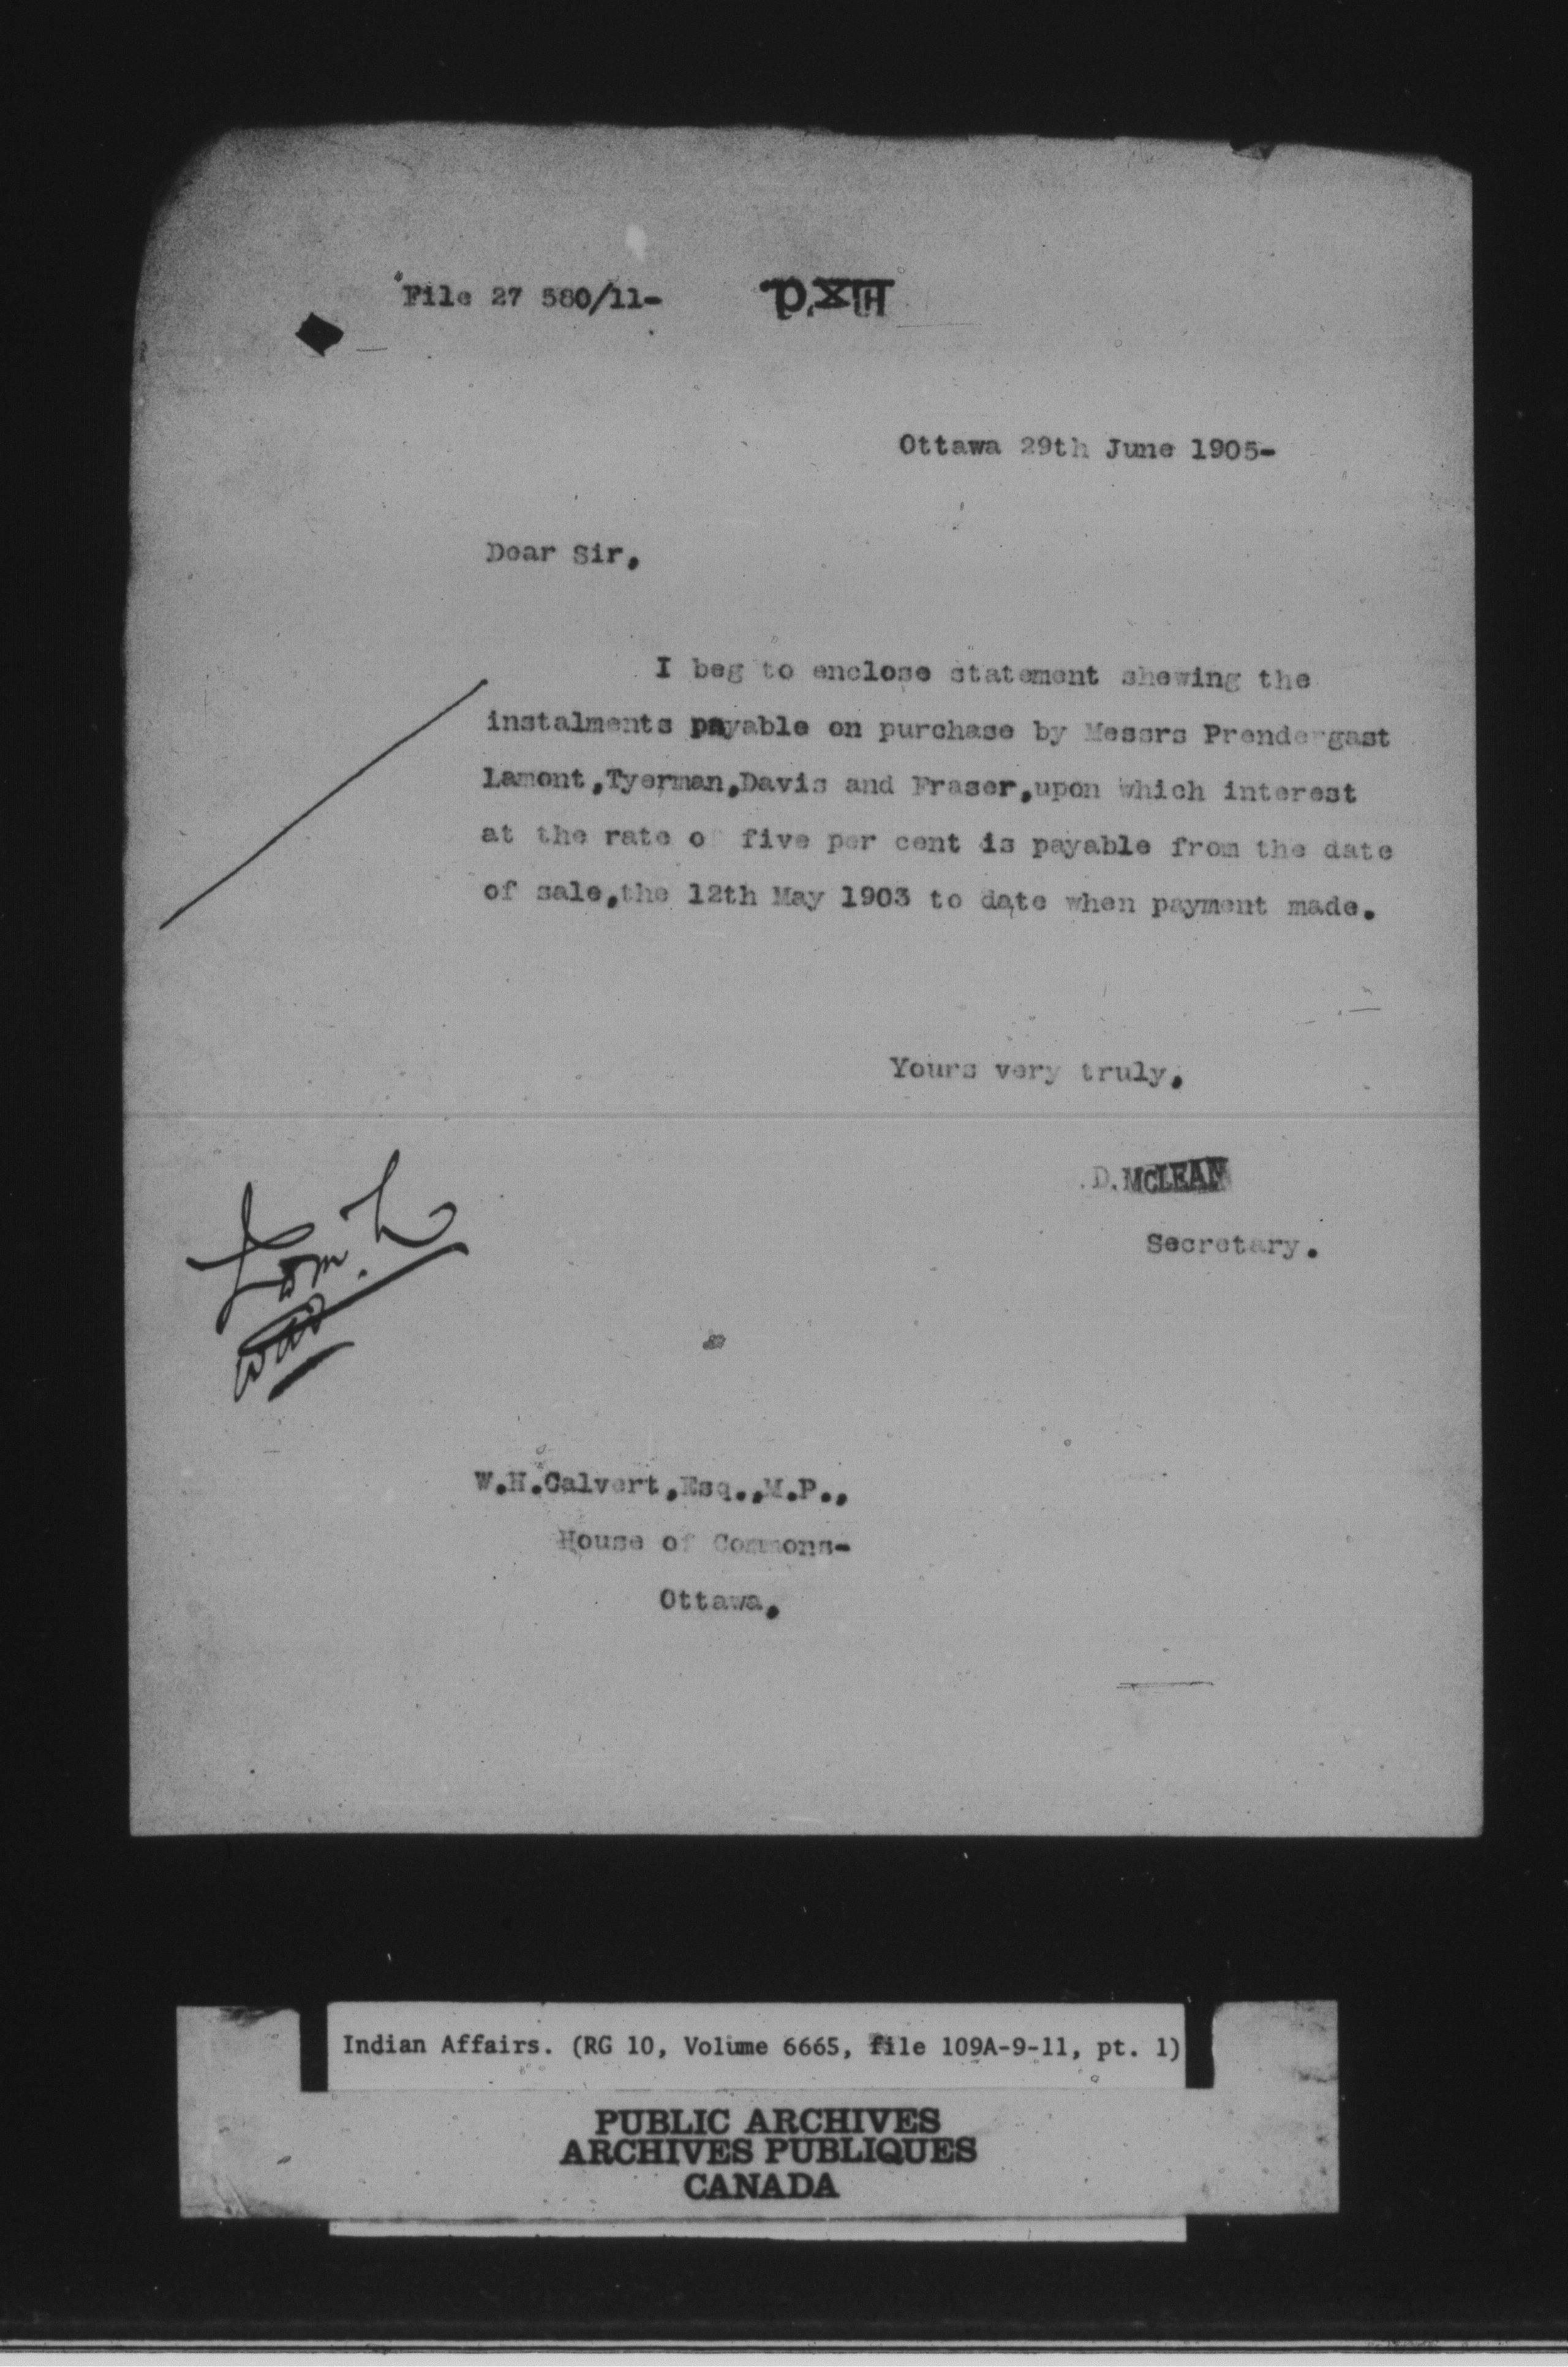 File 27 580/11-
Ottawa 29th June 1905-
Dear Sir,
I beg to enclose statement shewing the
instalments payable on purchase by Messrs Prendergast
Lamont,Tyerman,Davis and Fraser,upon which interest
at the rate of five per cent is payable from the date
of sale,the 12th May 1903 to date when payment made.
Yours very truly,
D. MCLEAN
Secretary.
W.H.Calvert,Esq.,M.P.,
House of Commons-
Ottawa,
Indian Affairs. (RG 10, Volume 6665, file 109A-9-11, pt. 1)
PUBLIC ARCHIVES
ARCHIVES PUBLIQUES
CANADA